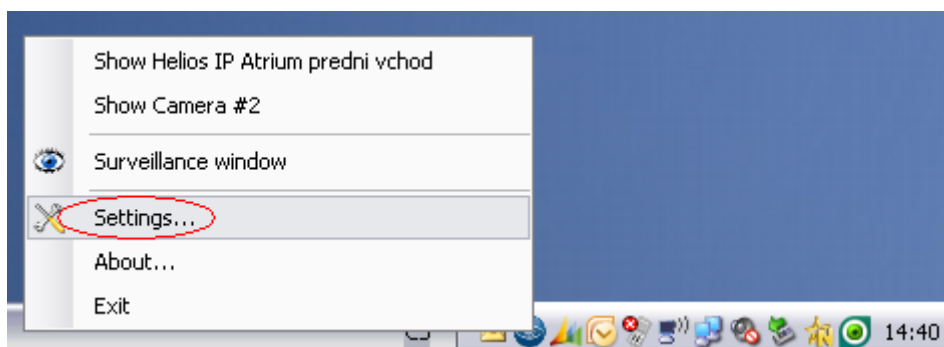 Show Helios IP Atrium predni vchod
Show Camera #2
Surveillance window
Settings...
About...
Exit
14:40